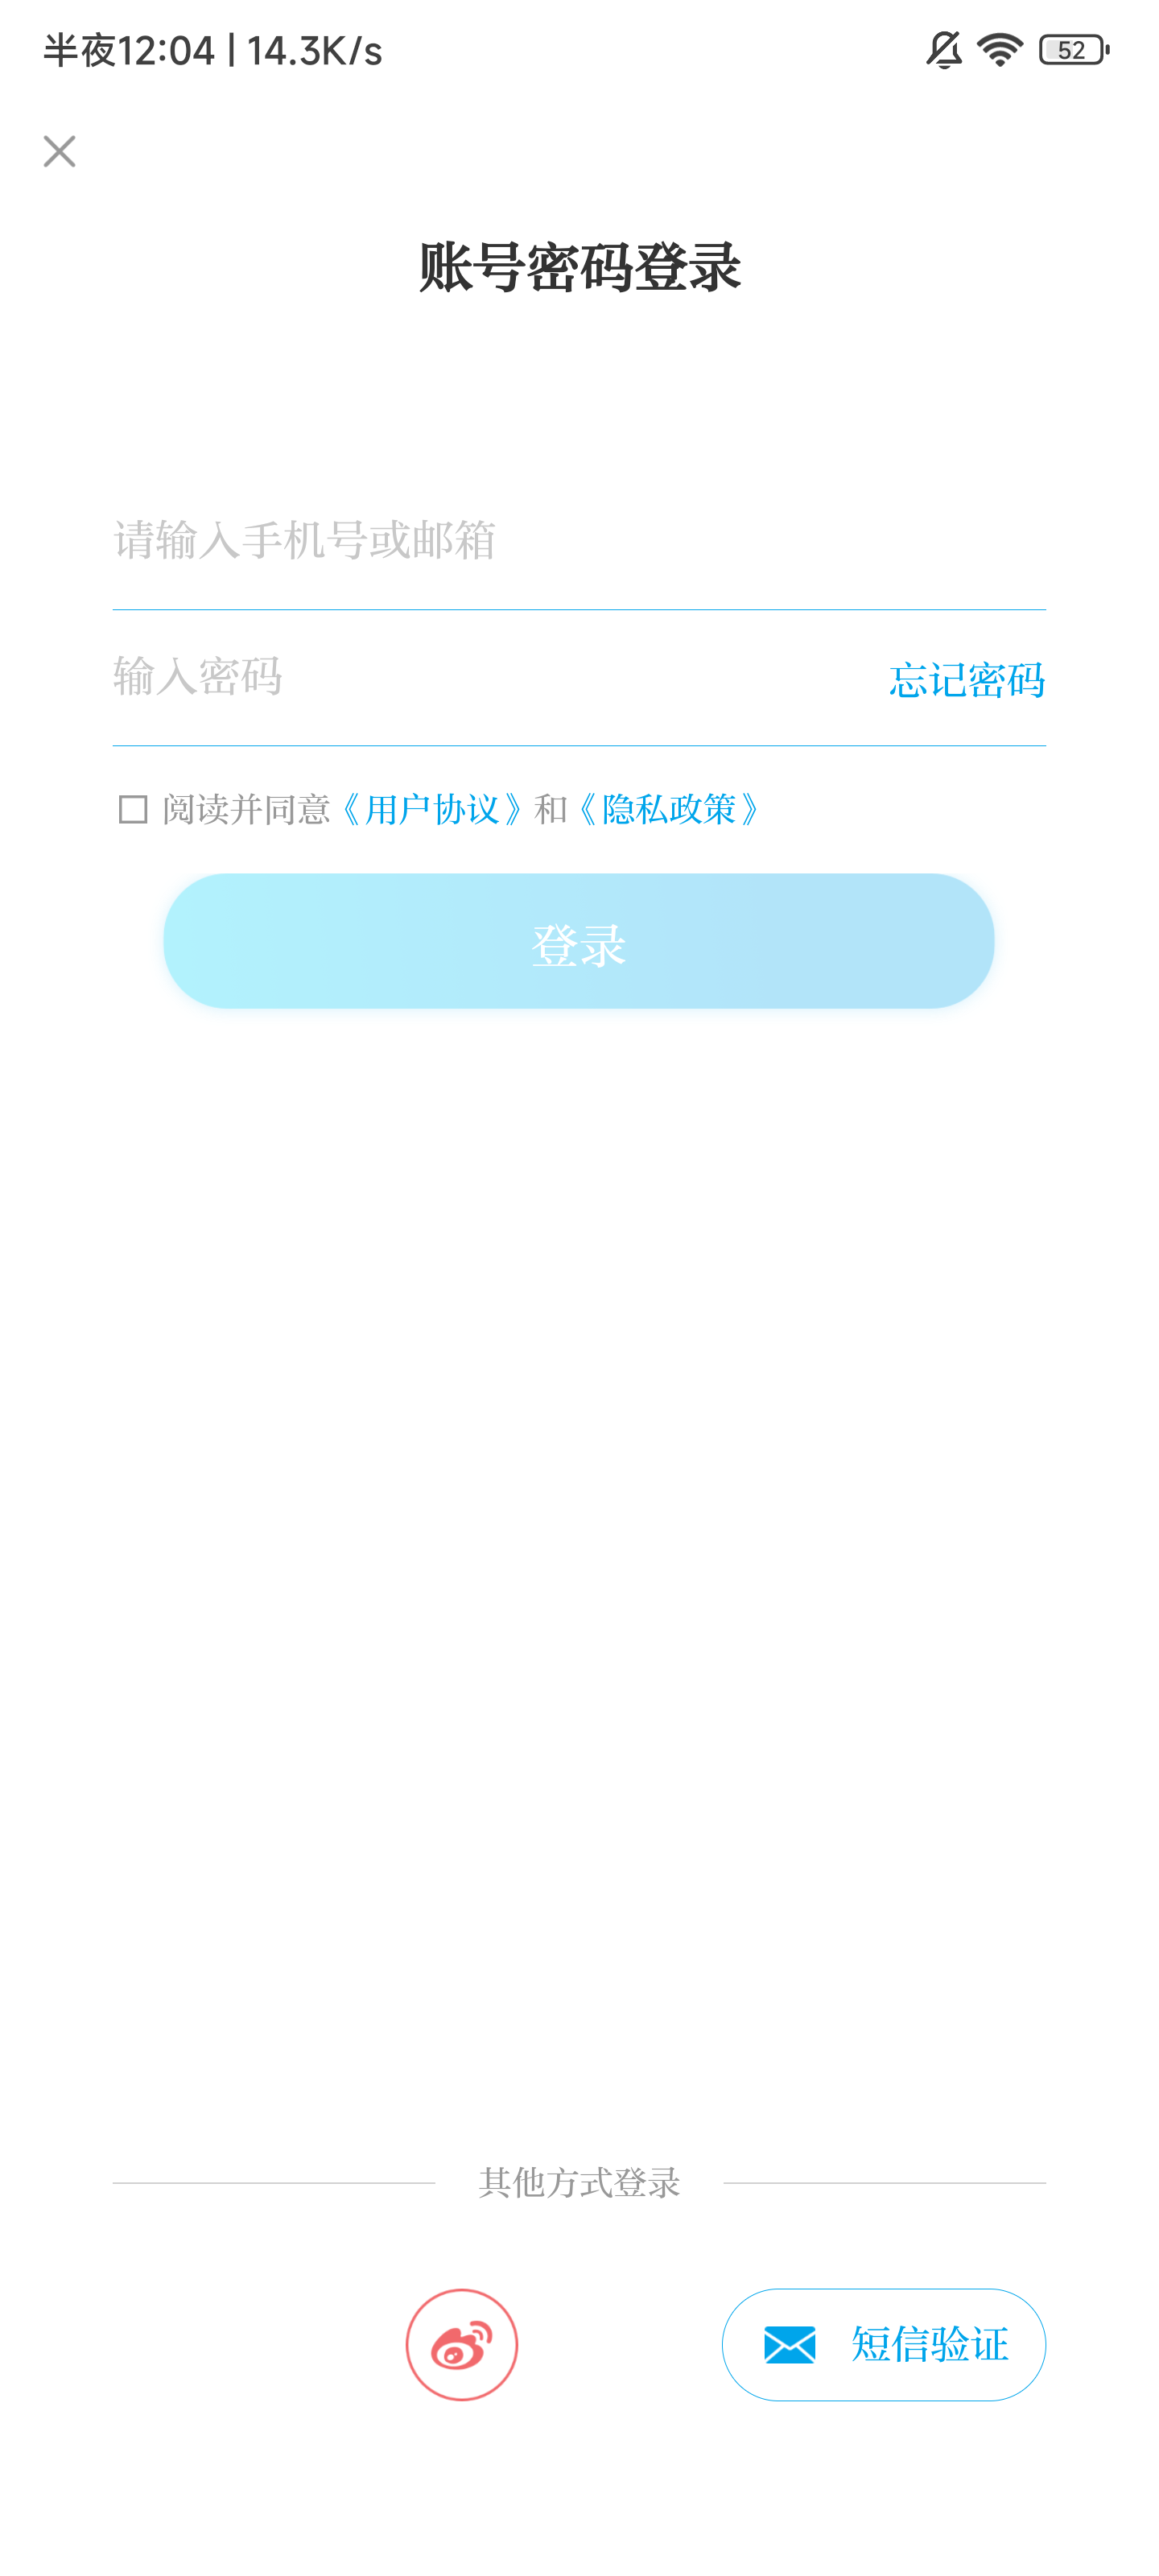 半夜12:04 | 14.3K/s
52
账号密码登录
请输入手机号或邮箱
输入密码
忘记密码
阅读并同意《用户协议》和《隐私政策》
登录
其他方式登录
短信验证